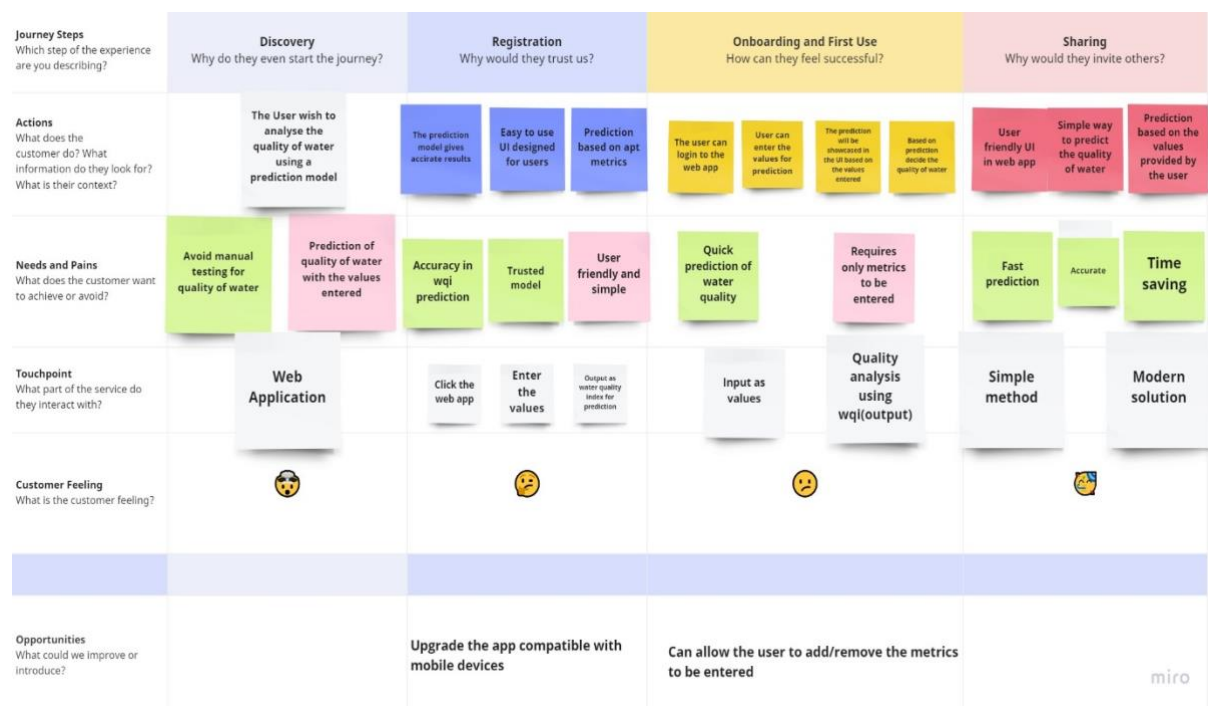 Journey Steps
Which step of the experience
are you describing?
Discovery
Why do they even start the journey?
Registration
Why would they trust us?
Onboarding and First Use
How can they feel successful?
Sharing
Why would they invite others?
Actions
What does the
customer do? What
information do they look for?
What is their context?
The User wish to
analyse the
quality of water
using a
prediction model
The prediction
model gives
accirate results
Easy to use
UI designed
for users
Prediction
based on apt
metrics
The user can
login to the
web app
User can
enter the
values for
prediction
The prediction
will be
showcased in
the UI based on
the values
entered
Based on
prediction
decide the
quality of water
User
friendly UI
in web app
Simple way
to predict
the quality
of water
Prediction
based on the
values
provided by
the user
Needs and Pains
What does the customer want
to achieve or avoid?
Avoid manual
testing for
quality of water
Prediction of
quality of water
with the values
entered
Accuracy in
wqi
prediction
Trusted
model
User
friendly and
simple
Quick
prediction of
water
quality
Requires
only metrics
to be
entered
Fast
prediction
Accurate
Time
saving
Touchpoint
What part of the service do
they interact with?
Web
Application
Click the
web app
Enter
the
values
Output as
water quality
index for
prediction
Input as
values
Quality
analysis
using
wqi(output)
Simple
method
Modern
solution
Customer Feeling
What is the customer feeling?
Opportunities
What could we improve or
introduce?
Upgrade the app compatible with
mobile devices
Can allow the user to add/remove the metrics
to be entered
miro